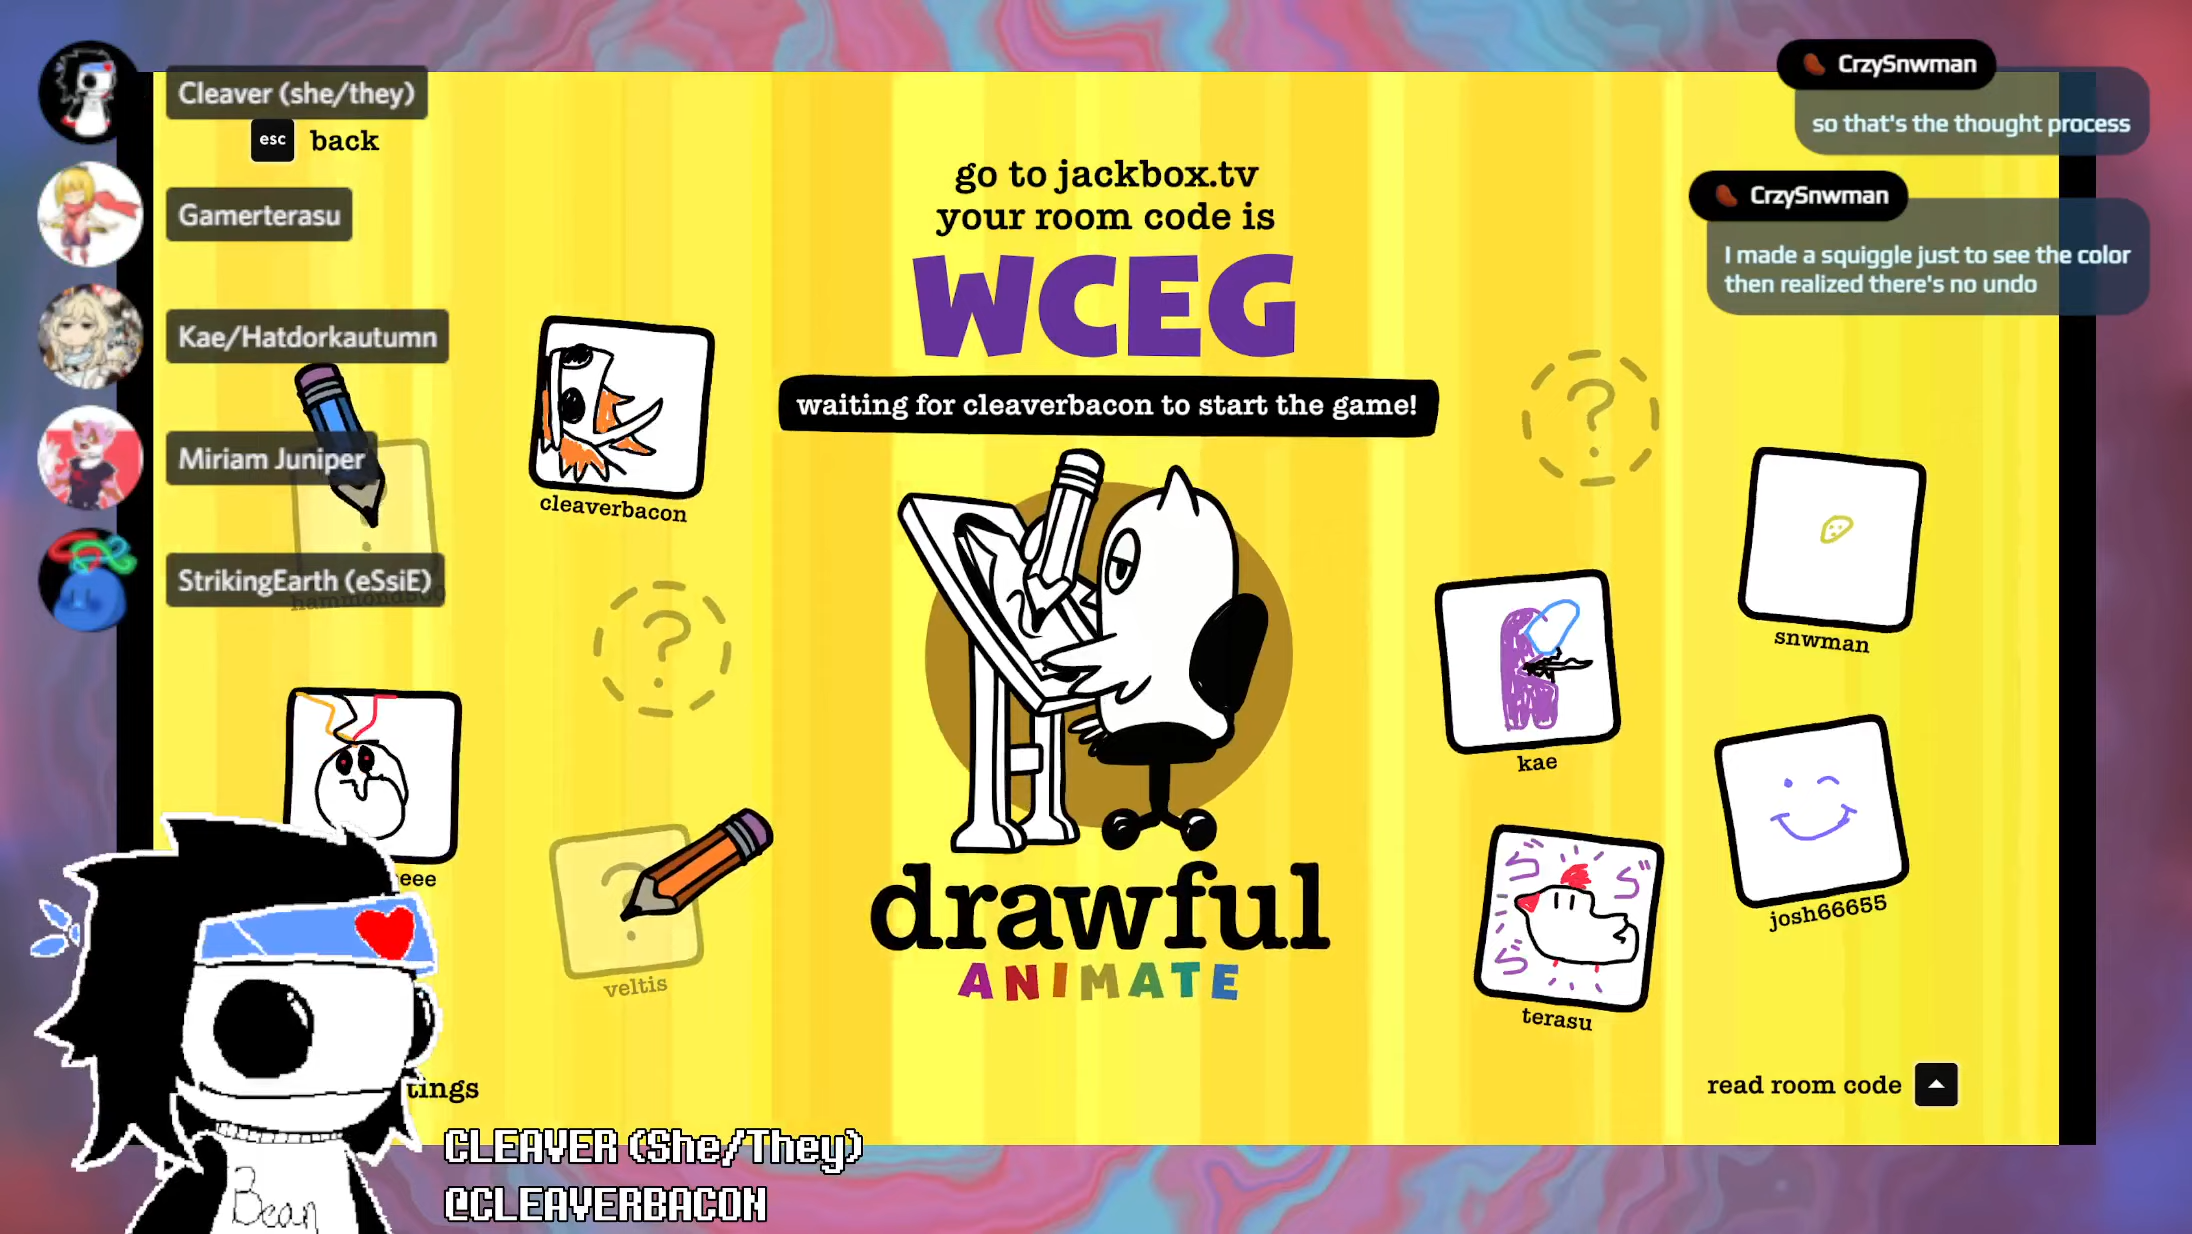 Cleaver (she/they)
esc back
Gamerterasu
Kae/Hatdorkautumn
Miriam Juniper
StrikingEarth (eSsiE)
go to jackbox.tv
your room code is
WCEG
waiting for cleaverbacon to start the game!
CrzySnwman
so that's the thought process
CrzySnwman
I made a squiggle just to see the color
then realized there's no undo
cleaverbacon
snwman
kae
eee
josh66655
veltis
terasu
drawful
ANIMATE
tings
read room code
Bean
CLEAVER (She/They)
@CLEAVERBACON